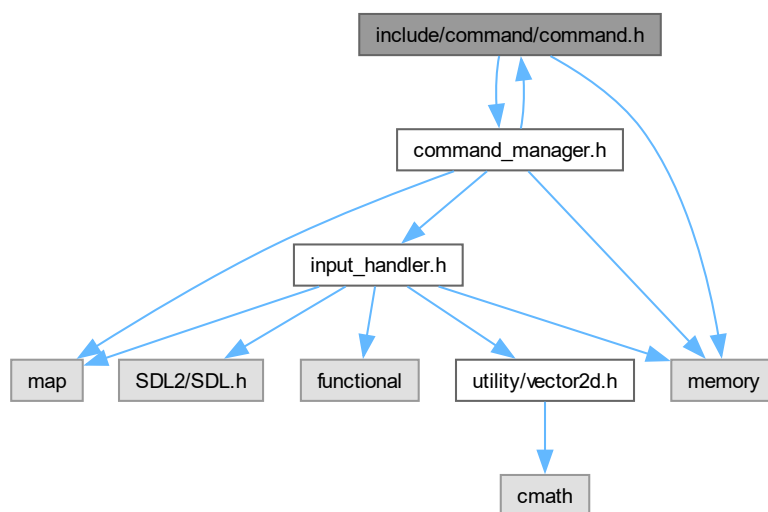 include/command/command.h
command_manager.h
input_handler.h
map
SDL2/SDL.h
functional
utility/vector2d.h
memory
cmath